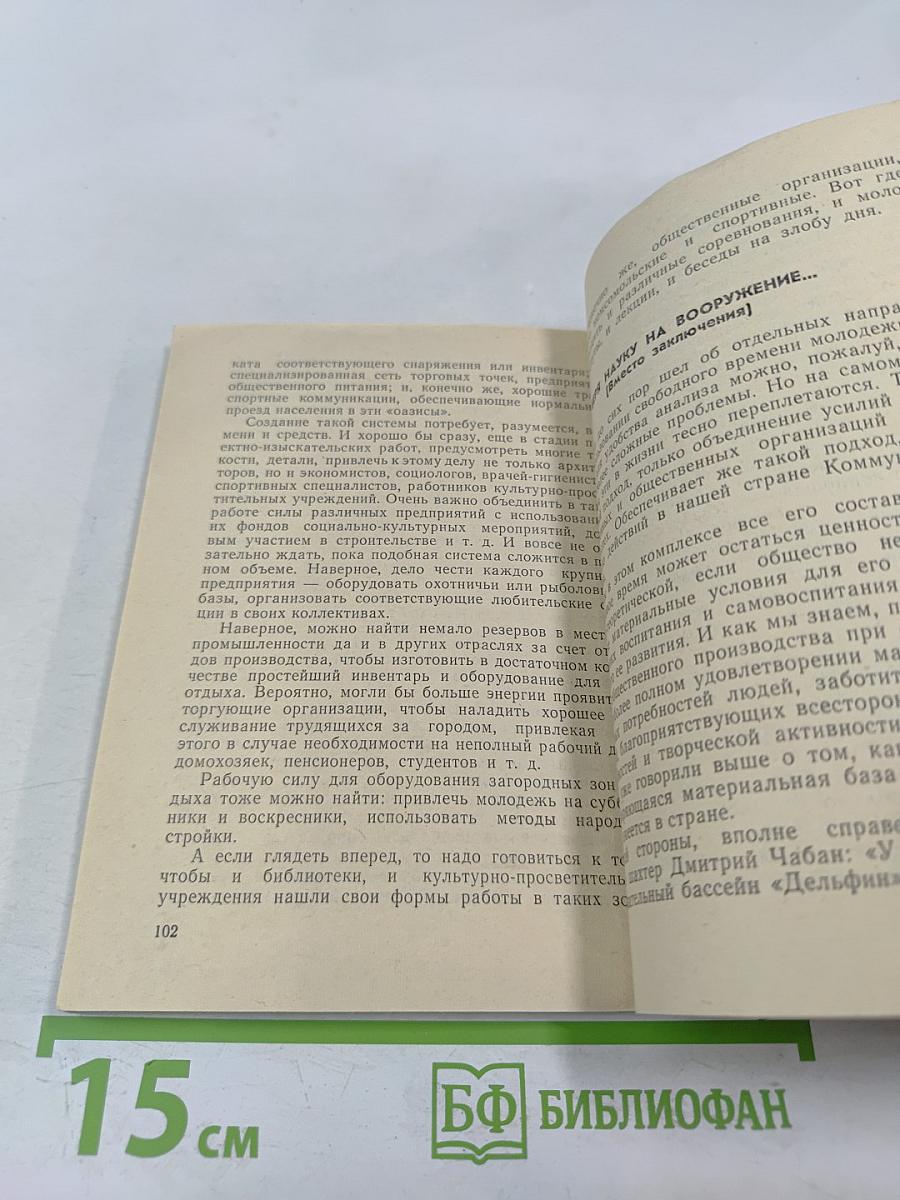 ката соответствующего снаряжения или инвентаря;
специализированная сеть торговых точек, предприят
общественного питания; и, конечно же, хорошие тра
спортные коммуникации, обеспечивающие нормальн
проезд населения в эти «оазисы».
Создание такой системы потребует, разумеется, в
мени и средств. И хорошо бы сразу, еще в стадии п
ектно-изыскательских работ, предусмотреть многие т
кости, детали, привлечь к этому делу не только архит
торов, но и экономистов, социологов, врачей-гигиенист
спортивных специалистов, работников культурно-прос
тительных учреждений. Очень важно объединить в та
работе силы различных предприятий с использовани
их фондов социально-культурных мероприятий, до
вым участием в строительстве и т. д. И вовсе не о
зательно ждать, пока подобная система сложится в п
ном объеме. Наверное, дело чести каждого крупн
предприятия — оборудовать охотничьи или рыболовн
базы, организовать соответствующие любительские с
ции в своих коллективах.
Наверное, можно найти немало резервов в мест
промышленности да и в других отраслях за счет от
дов производства, чтобы изготовить в достаточном ко
честве простейший инвентарь и оборудование для
отдыха. Вероятно, могли бы больше энергии проявит
торгующие организации, чтобы наладить хорошее
служивание трудящихся за городом, привлекая
этого в случае необходимости на неполный рабочий д
домохозяек, пенсионеров, студентов и т. д.
Рабочую силу для оборудования загородных зон
дыха тоже можно найти: привлечь молодежь на субб
ники и воскресники, использовать методы народ
стройки.
А если глядеть вперед, то надо готовиться к то
чтобы и библиотеки, и культурно-просветитель
учреждения нашли свои формы работы в таких зо
102
же, общественные организации,
комсомольские и спортивные. Вот где
и различные соревнования, и моло
и лекции, и беседы на злобу дня.
НАУКУ НА ВООРУЖЕНИЕ...
(Вместо заключения)
сих пор шел об отдельных напра
свободного времени молодежи
удобства анализа можно, пожалуй,
сложные проблемы. Но на самом
в жизни тесно переплетаются. Т
подход, только объединение усилий
и общественных организаций
Обеспечивает же такой подход,
действий в нашей стране Комму
в этом комплексе все его состав
время может остаться ценност
если общество не
материальные условия для его
воспитания и самовоспитания
ее развития. И как мы знаем, п
производства при
полном удовлетворении ма
потребностей людей, заботит
благоприятствующих всесторон
и творческой активности
говорили выше о том, как
материальная база
в стране.
стороны, вполне справе
шахтер Дмитрий Чабан: «У
бассейн «Дельфин»
15 см
БФ БИБЛИОФАН